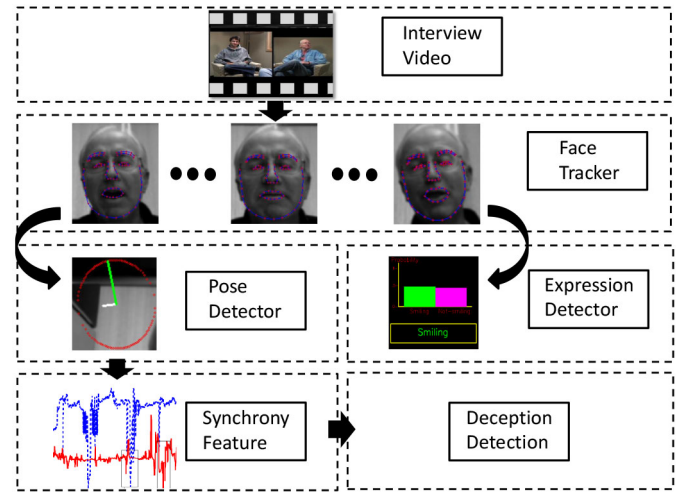 Interview
Video
Face
Tracker
Pose
Detector
Smiling
Expression
Detector
Synchrony
Feature
Deception
Detection